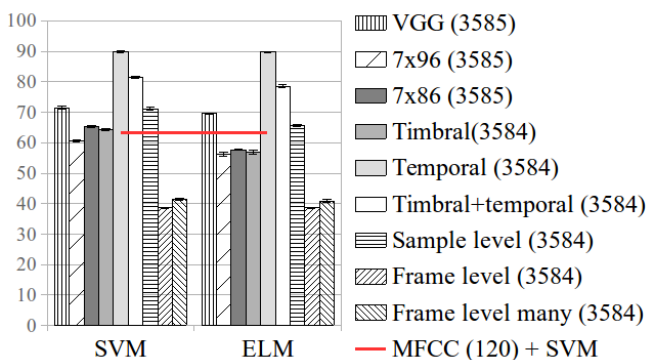 100
90
80
70
60
50
40
30
20
10
0
SVM
ELM
VGG (3585)
7x96 (3585)
7x86 (3585)
Timbral(3584)
Temporal (3584)
Timbral+temporal (3584)
Sample level (3584)
Frame level (3584)
Frame level many (3584)
MFCC (120) + SVM